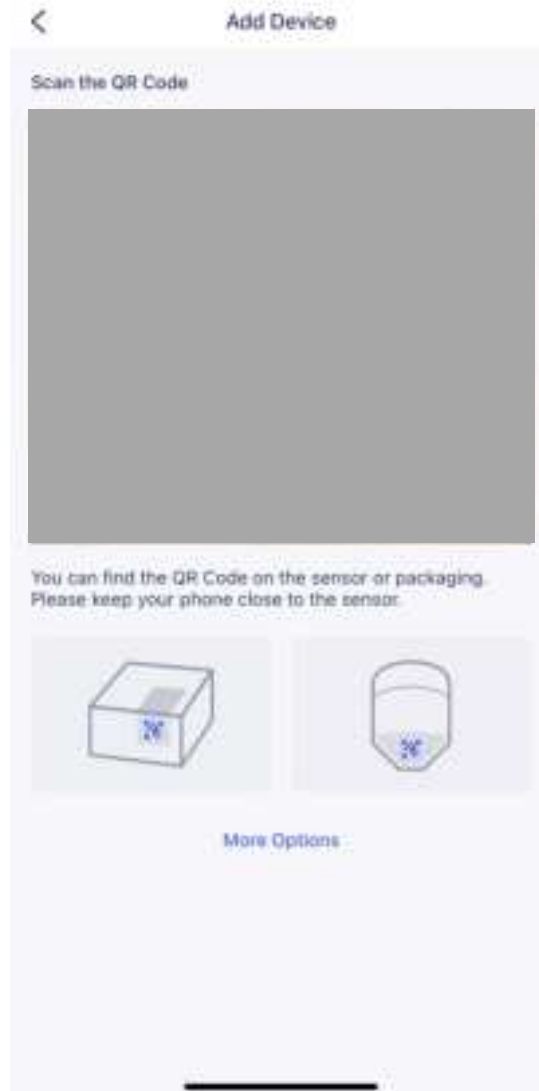 Add Device
Scan the QR Code
You can find the QR Code on the sensor or packaging.
Please keep your phone close to the sensor.
More Options